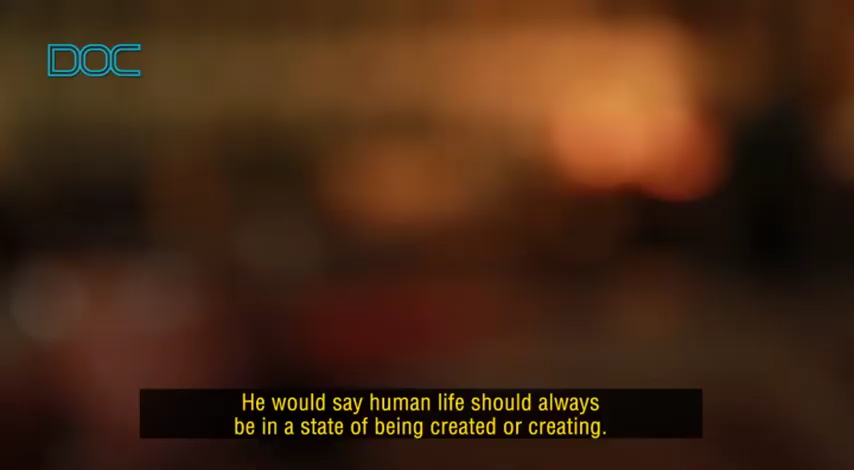 DOC
He would say human life should always
be in a state of being created or creating.